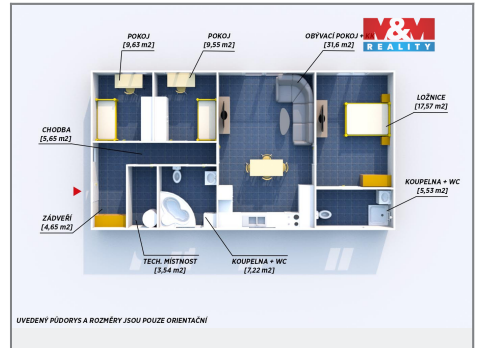 POKOJ
[9,63 m2]
POKOJ
[9,55 m2]
OBÝVACÍ POKOJ + KK
[31,6 m2]
M&M
REALITY
LOŽNICE
[17,57 m2]
CHODBA
[5,65 m2]
KOUPELNA + WC
[5,53 m2]
ZÁDVEŘÍ
[4,65 m2]
TECH. MÍSTNOST
[3,54 m2]
KOUPELNA + WC
[7,22 m2]
UVEDENÝ PŮDORYS A ROZMĚRY JSOU POUZE ORIENTAČNÍ